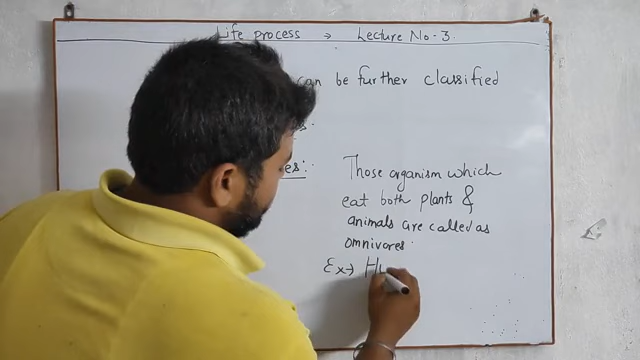 Life process → Lecture No-3.
can be further classified
Those organism which
eat both plants &
animals are called as
omnivores.
Ex→ Hu